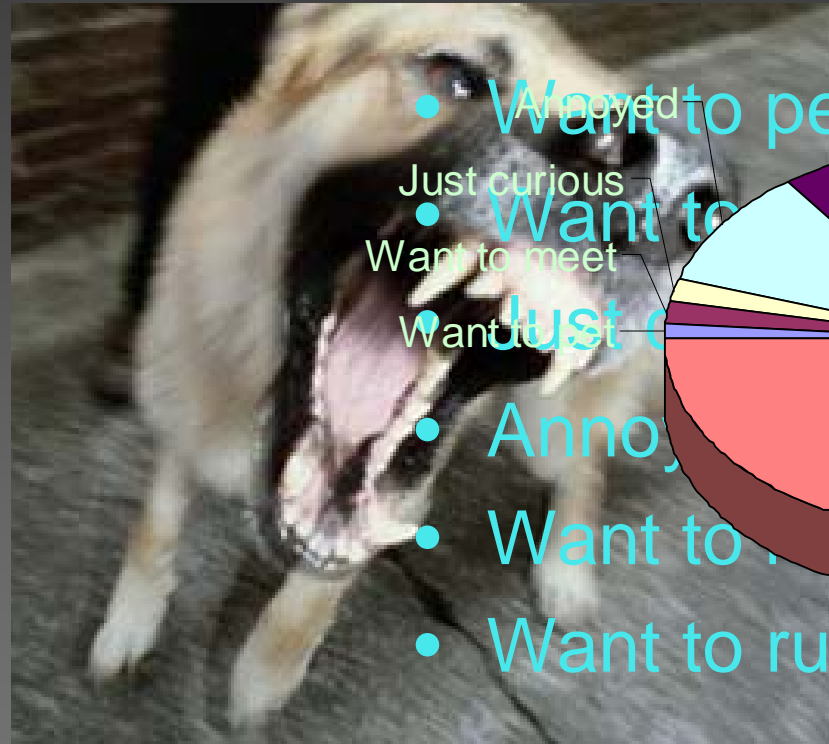 • Want to pe
Annoyed
Just curious
• Want to
Want to meet
• Just c
Want to pet
• Annoy
• Want to
• Want to ru